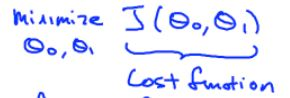 minimize J(θ₀, θ₁)
θ₀, θ₁
Cost function